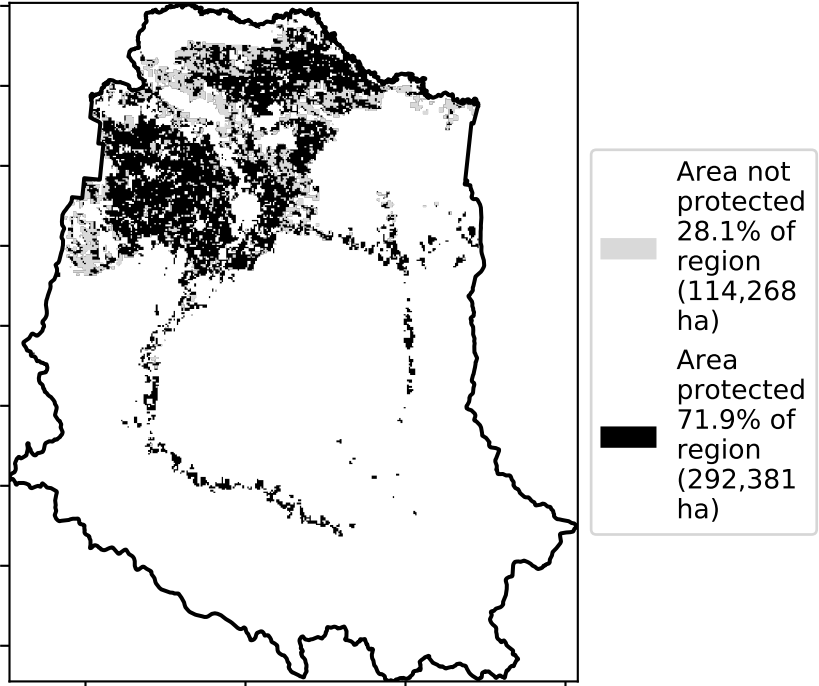 Area not
protected
28.1% of
region
(114,268
ha)
Area
protected
71.9% of
region
(292,381
ha)